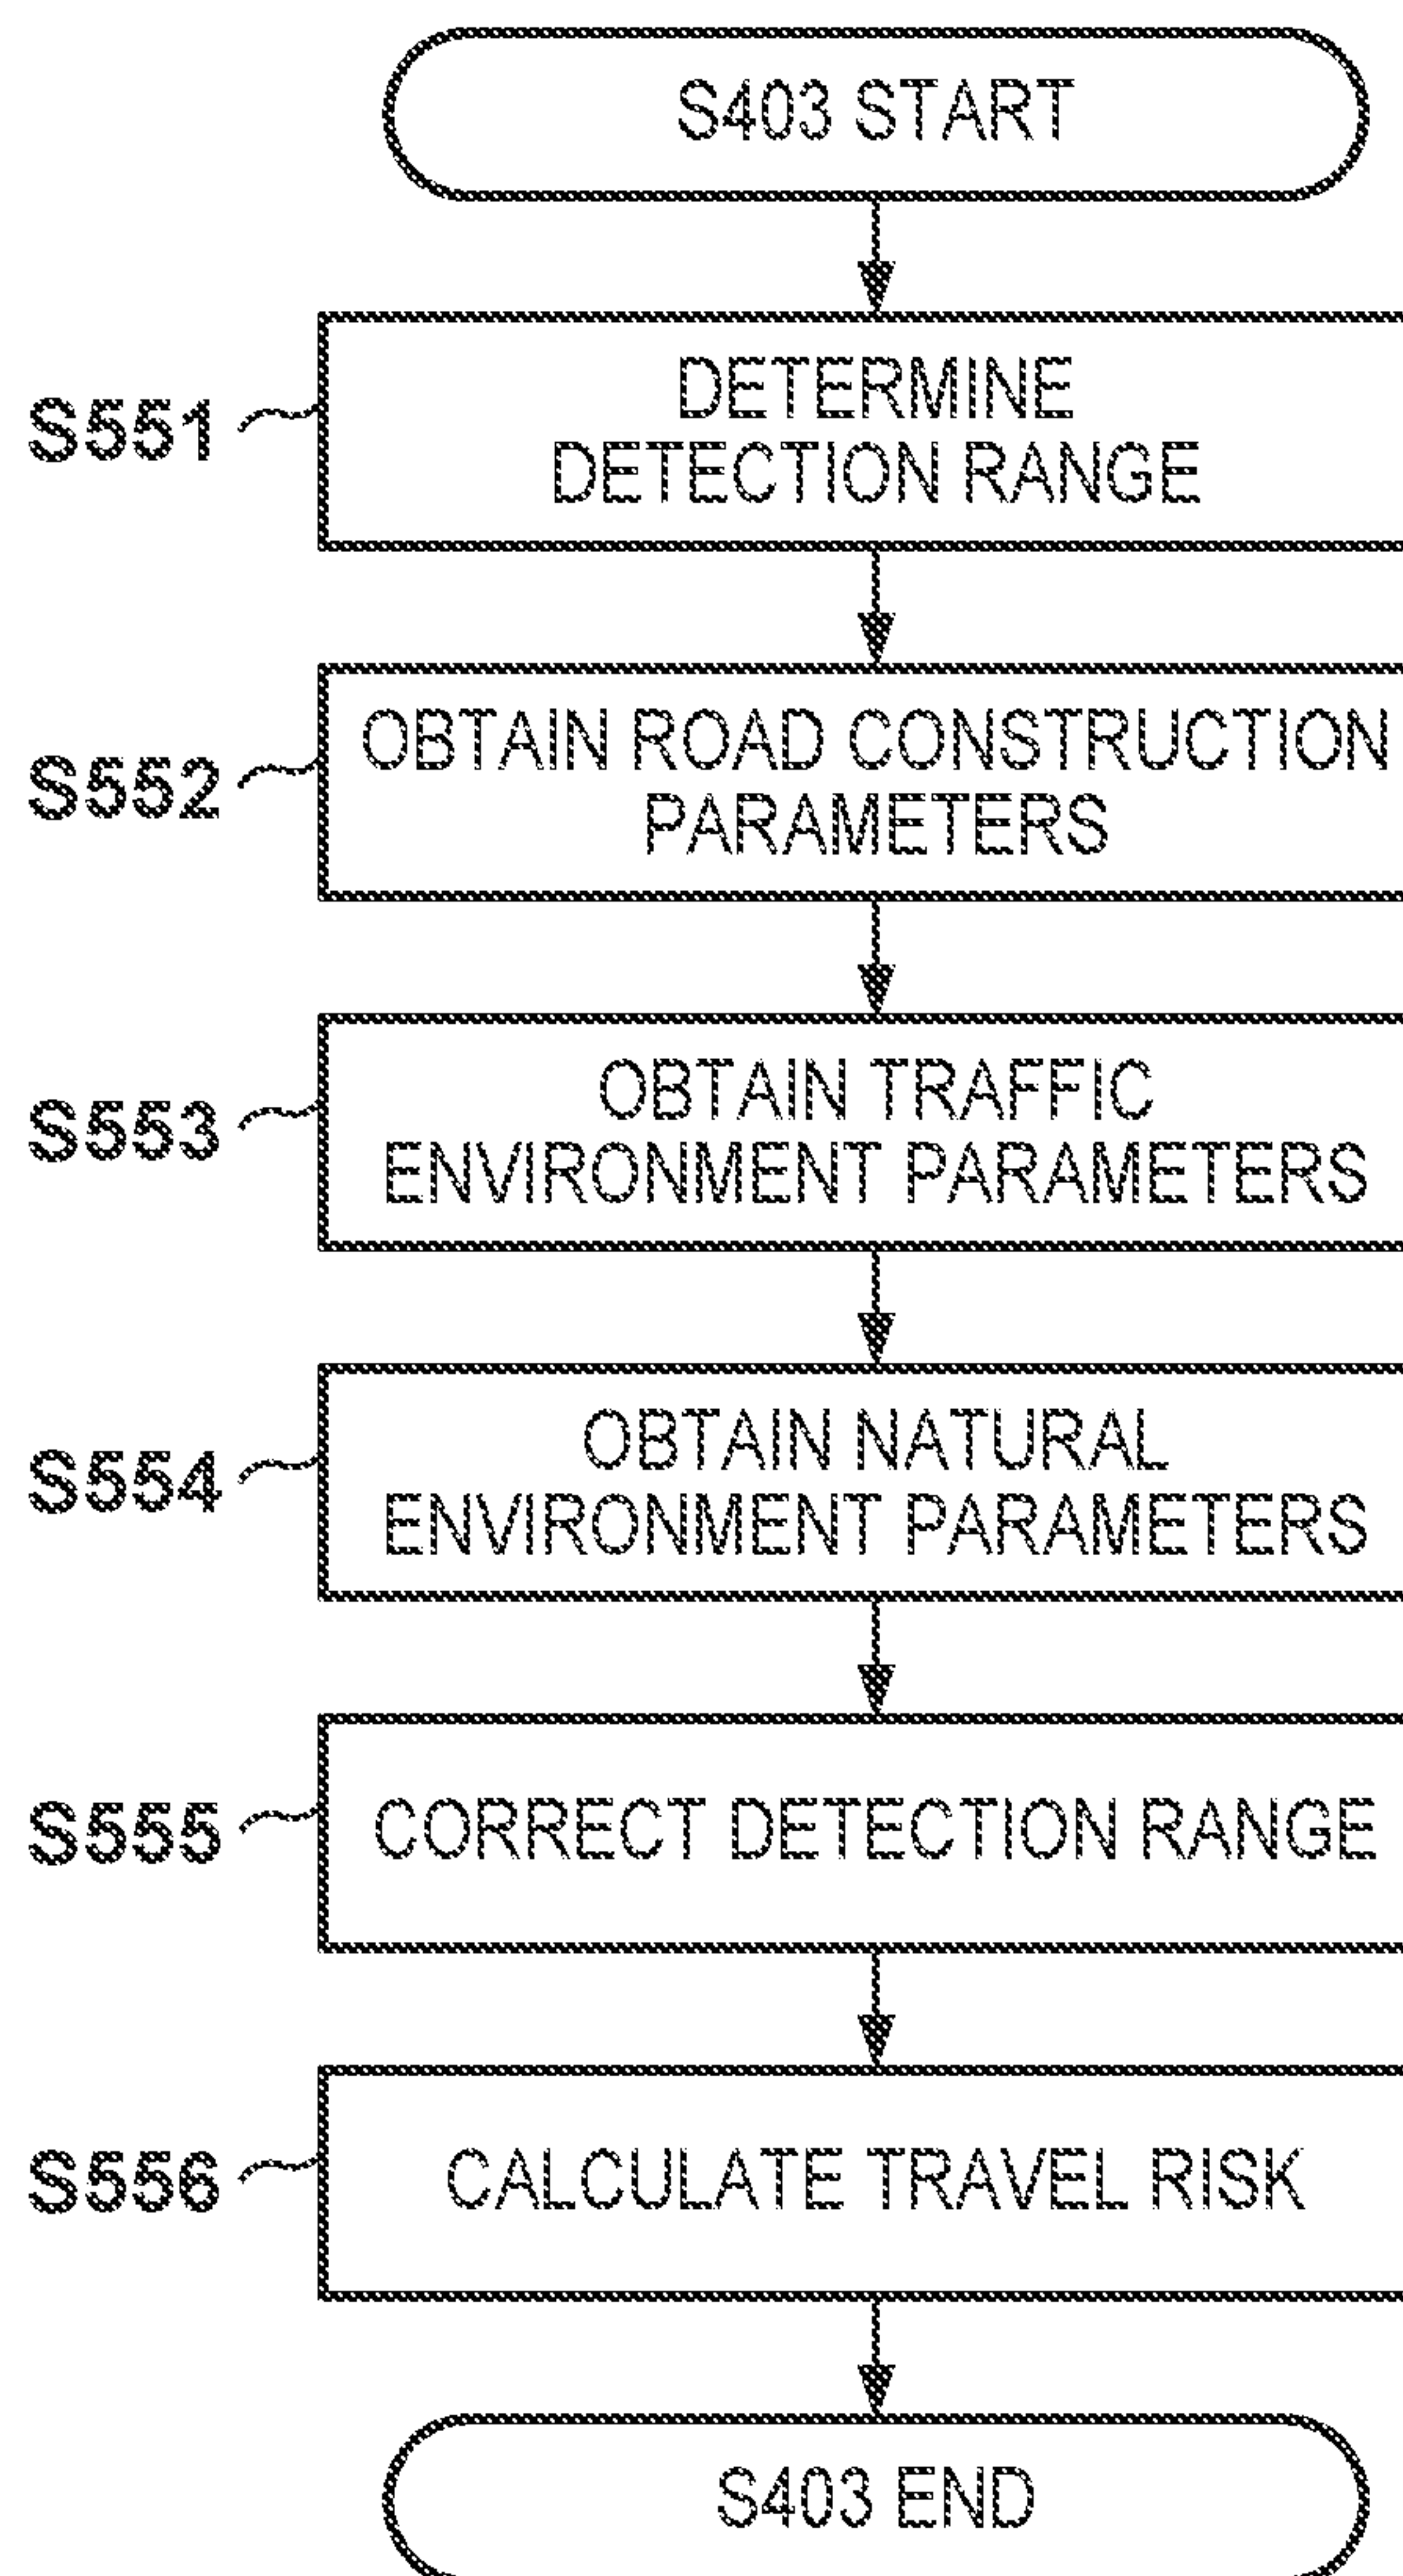 S403 START
S551
DETERMINE
DETECTION RANGE
S552
OBTAIN ROAD CONSTRUCTION
PARAMETERS
S553
OBTAIN TRAFFIC
ENVIRONMENT PARAMETERS
S554
OBTAIN NATURAL
ENVIRONMENT PARAMETERS
S555
CORRECT DETECTION RANGE
S556
CALCULATE TRAVEL RISK
S403 END